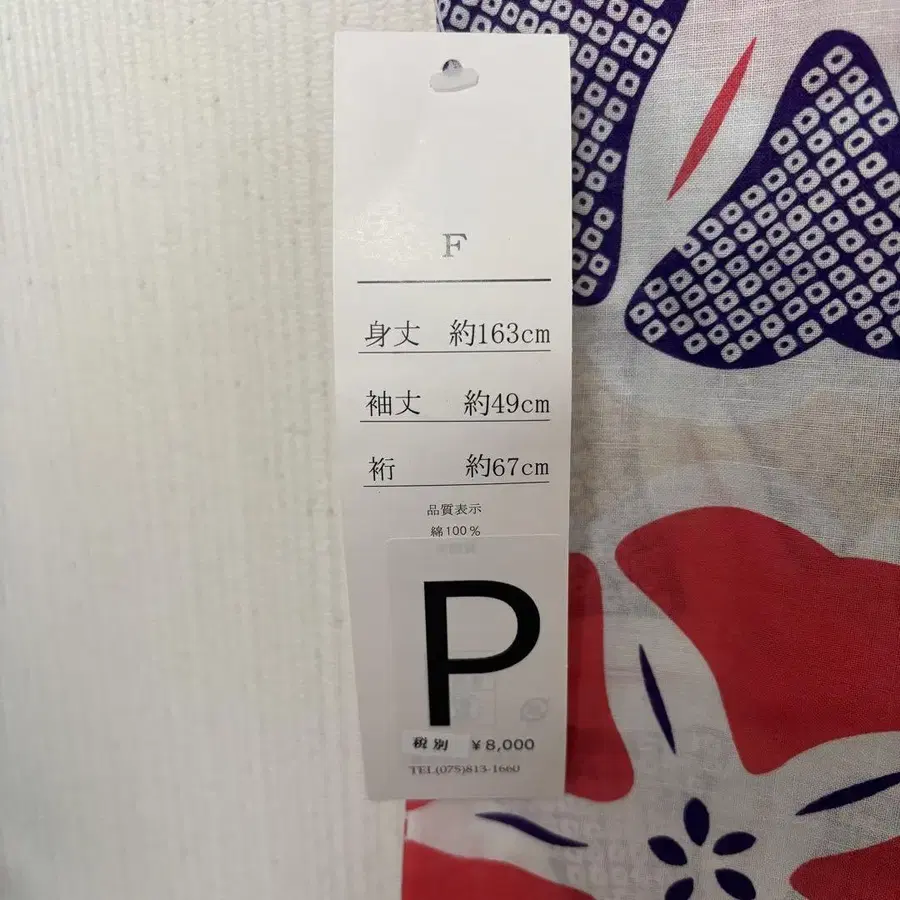 F
身丈 約163cm
袖丈 約49cm
裄 約67cm
品質表示
綿100%
P
税別 ¥8,000
TEL(075)813-1660